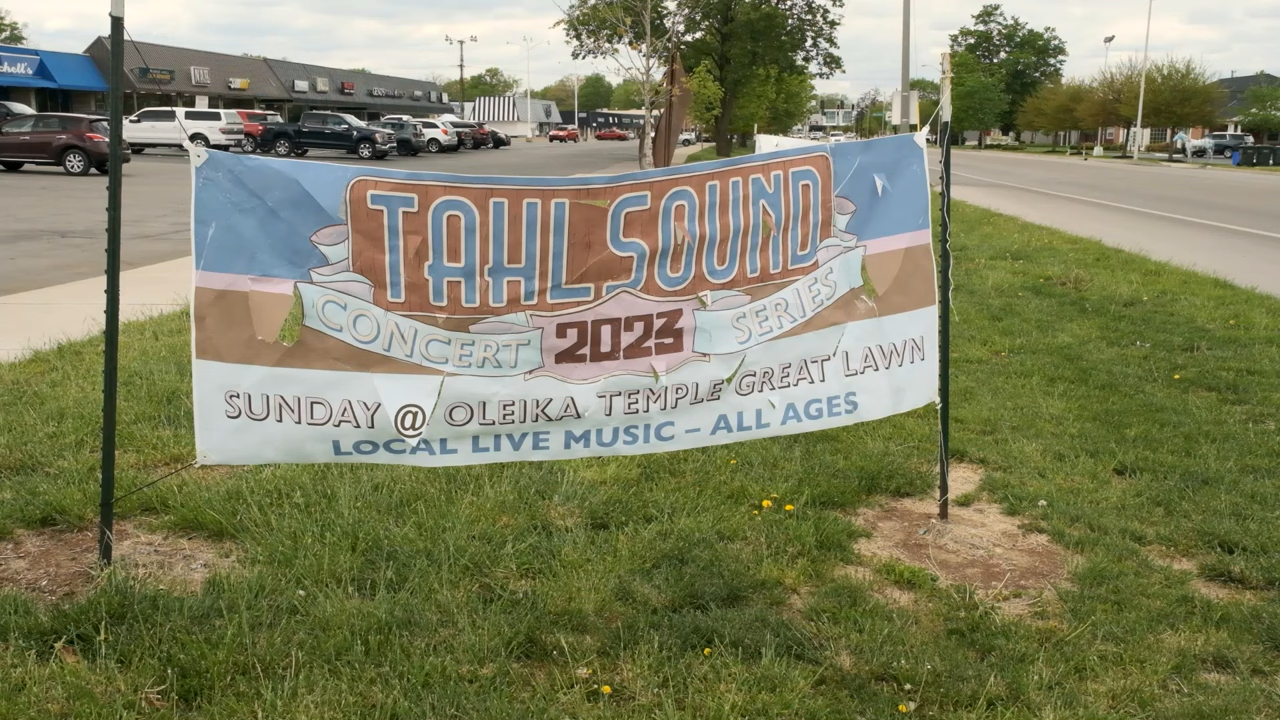 TAHLSOUND
CONCERT 2023 SERIES
SUNDAY @ OLEIKA TEMPLE GREAT LAWN
LOCAL LIVE MUSIC – ALL AGES